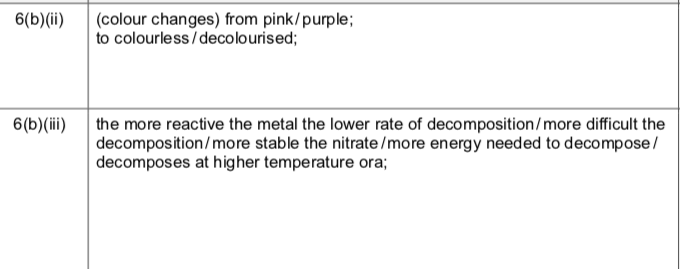 6(b)(ii) (colour changes) from pink/purple;
to colourless/decolourised;
6(b)(iii) the more reactive the metal the lower rate of decomposition/more difficult the
decomposition/more stable the nitrate/more energy needed to decompose/
decomposes at higher temperature ora;